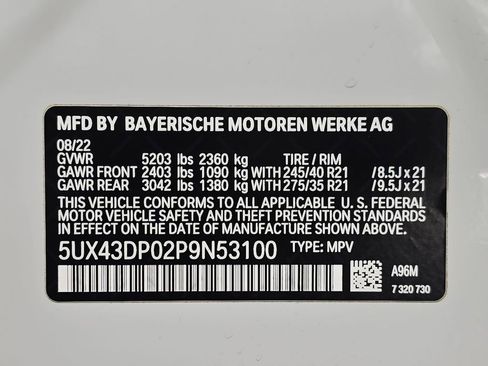 MFD BY BAYERISCHE MOTOREN WERKE AG
08/22
GVWR 5203 lbs 2360 kg TIRE / RIM
GAWR FRONT 2403 lbs 1090 kg WITH 245/40 R21 /8.5J x 21
GAWR REAR 3042 lbs 1380 kg WITH 275/35 R21 /9.5J x 21
THIS VEHICLE CONFORMS TO ALL APPLICABLE U. S. FEDERAL
MOTOR VEHICLE SAFETY AND THEFT PREVENTION STANDARDS
IN EFFECT ON THE DATE OF MANUFACTURE SHOWN ABOVE.
5UX43DP02P9N53100 TYPE: MPV
A96M
7 320 730